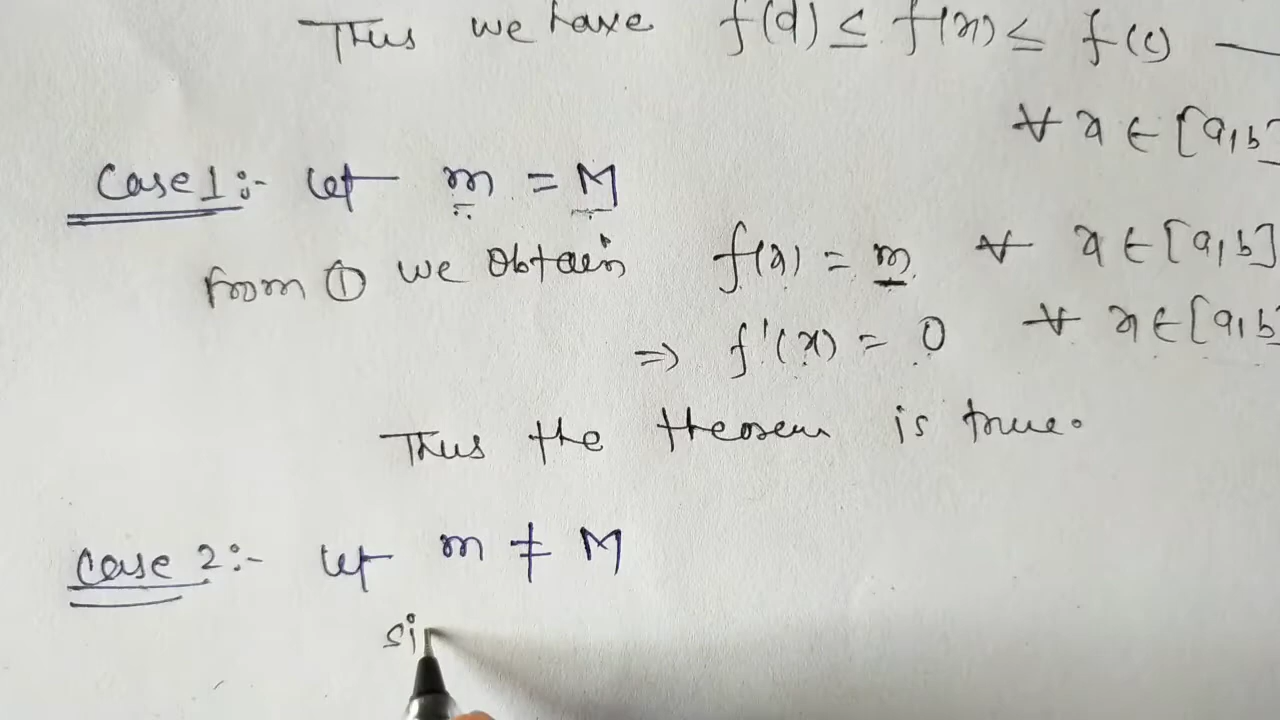 Thus we have f(d) ≤ f(x) ≤ f(c) —
∀ x ∈ [a,b]
Case 1:- Let m = M
from ① we obtain f(x) = m ∀ x ∈ [a,b]
⇒ f'(x) = 0 ∀ x ∈ [a,b
Thus the theorem is true.
Case 2:- Let m ≠ M
Si